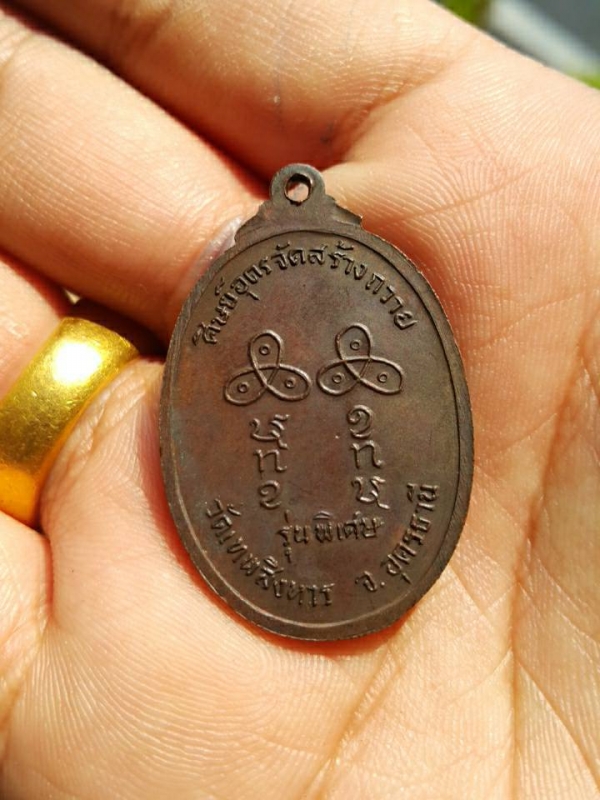 ศิษย์อุดรจัดสร้างถวาย
รุ่นพิเศษ
วัดเทพสิงหาร จ.อุดรธานี